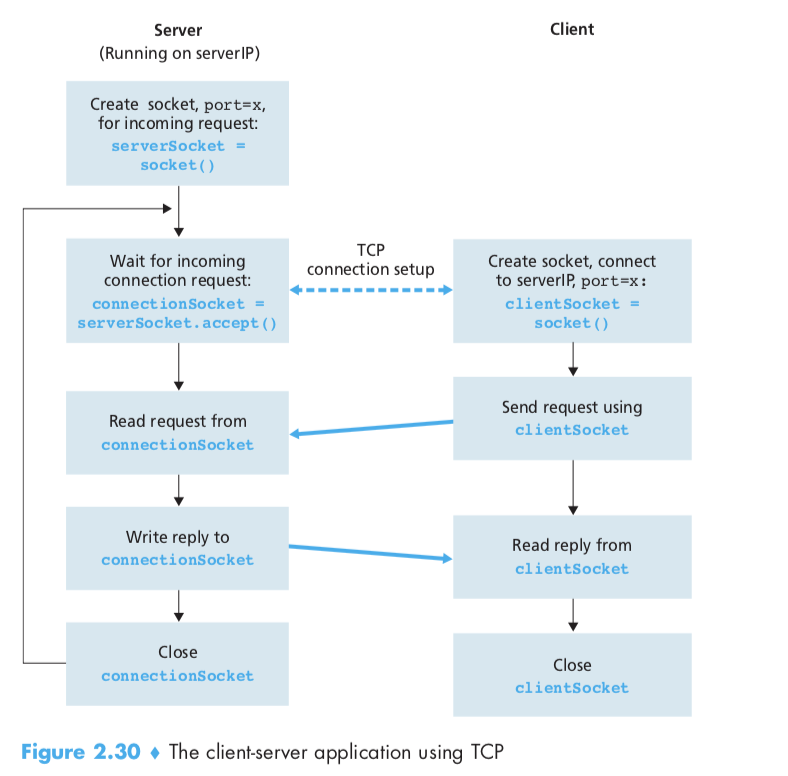 Server
(Running on serverIP)
Client
Create socket, port=x,
for incoming request:
serverSocket =
socket()
Wait for incoming
connection request:
connectionSocket =
serverSocket.accept()
TCP
connection setup
Create socket, connect
to serverIP, port=x:
clientSocket =
socket()
Read request from
connectionSocket
Send request using
clientSocket
Write reply to
connectionSocket
Read reply from
clientSocket
Close
connectionSocket
Close
clientSocket
Figure 2.30 ♦ The client-server application using TCP